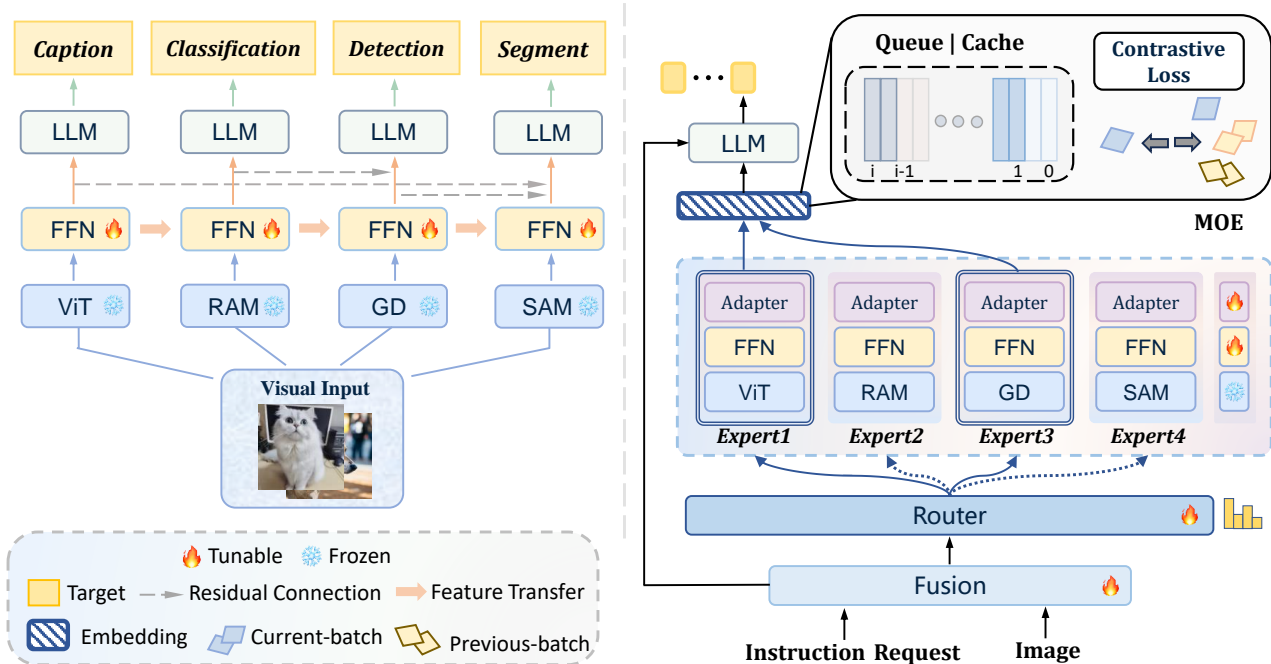 Caption
Classification
Detection
Segment
LLM
LLM
LLM
LLM
FFN
FFN
FFN
FFN
ViT
RAM
GD
SAM
Visual Input
Tunable
Frozen
Target
Residual Connection
Feature Transfer
Embedding
Current-batch
Previous-batch
Queue | Cache
i
i-1
1
0
Contrastive
Loss
MOE
LLM
Adapter
Adapter
Adapter
Adapter
FFN
FFN
FFN
FFN
ViT
RAM
GD
SAM
Expert1
Expert2
Expert3
Expert4
Router
Fusion
Instruction Request
Image